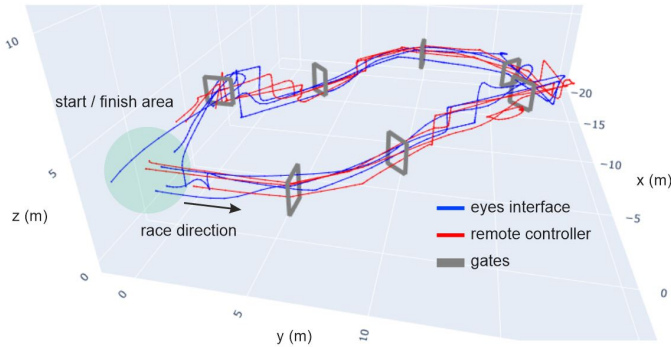 10
start / finish area
5
z (m)
race direction
0
0
5
y (m)
10
-20
-15
-10
x (m)
-5
0
eyes interface
remote controller
gates